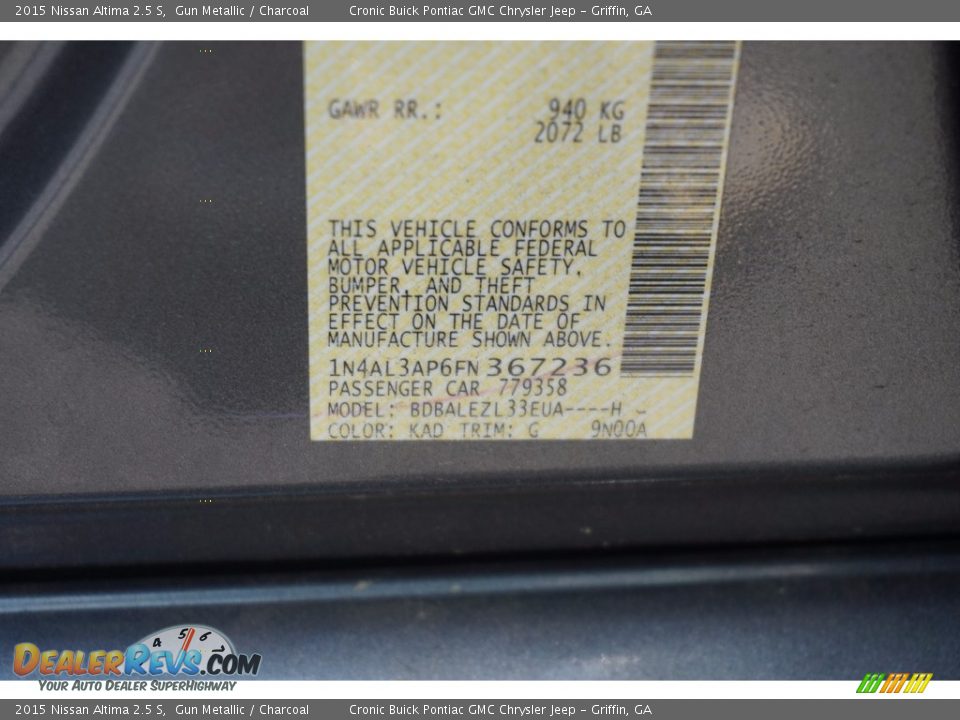 2015 Nissan Altima 2.5 S, Gun Metallic / Charcoal Cronic Buick Pontiac GMC Chrysler Jeep - Griffin, GA
GAWR RR.: 940 KG
2072 LB
THIS VEHICLE CONFORMS TO
ALL APPLICABLE FEDERAL
MOTOR VEHICLE SAFETY,
BUMPER, AND THEFT
PREVENTION STANDARDS IN
EFFECT ON THE DATE OF
MANUFACTURE SHOWN ABOVE.
1N4AL3AP6FN367236
PASSENGER CAR 779358
MODEL: BDBALEZL33EUA----H -
COLOR: KAD TRIM: G 9N00A
4 5 6
DEALERREVS.COM
YOUR AUTO DEALER SUPERHIGHWAY
2015 Nissan Altima 2.5 S, Gun Metallic / Charcoal Cronic Buick Pontiac GMC Chrysler Jeep - Griffin, GA